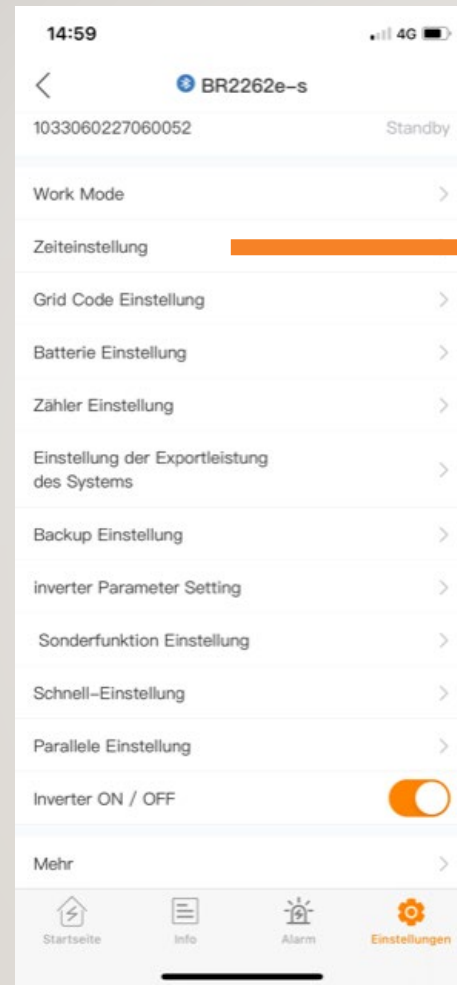 14:59
4G
BR2262e-s
1033060227060052 Standby
Work Mode
Zeiteinstellung
Grid Code Einstellung
Batterie Einstellung
Zähler Einstellung
Einstellung der Exportleistung
des Systems
Backup Einstellung
inverter Parameter Setting
Sonderfunktion Einstellung
Schnell-Einstellung
Parallele Einstellung
Inverter ON / OFF
Mehr
Startseite Info Alarm Einstellungen